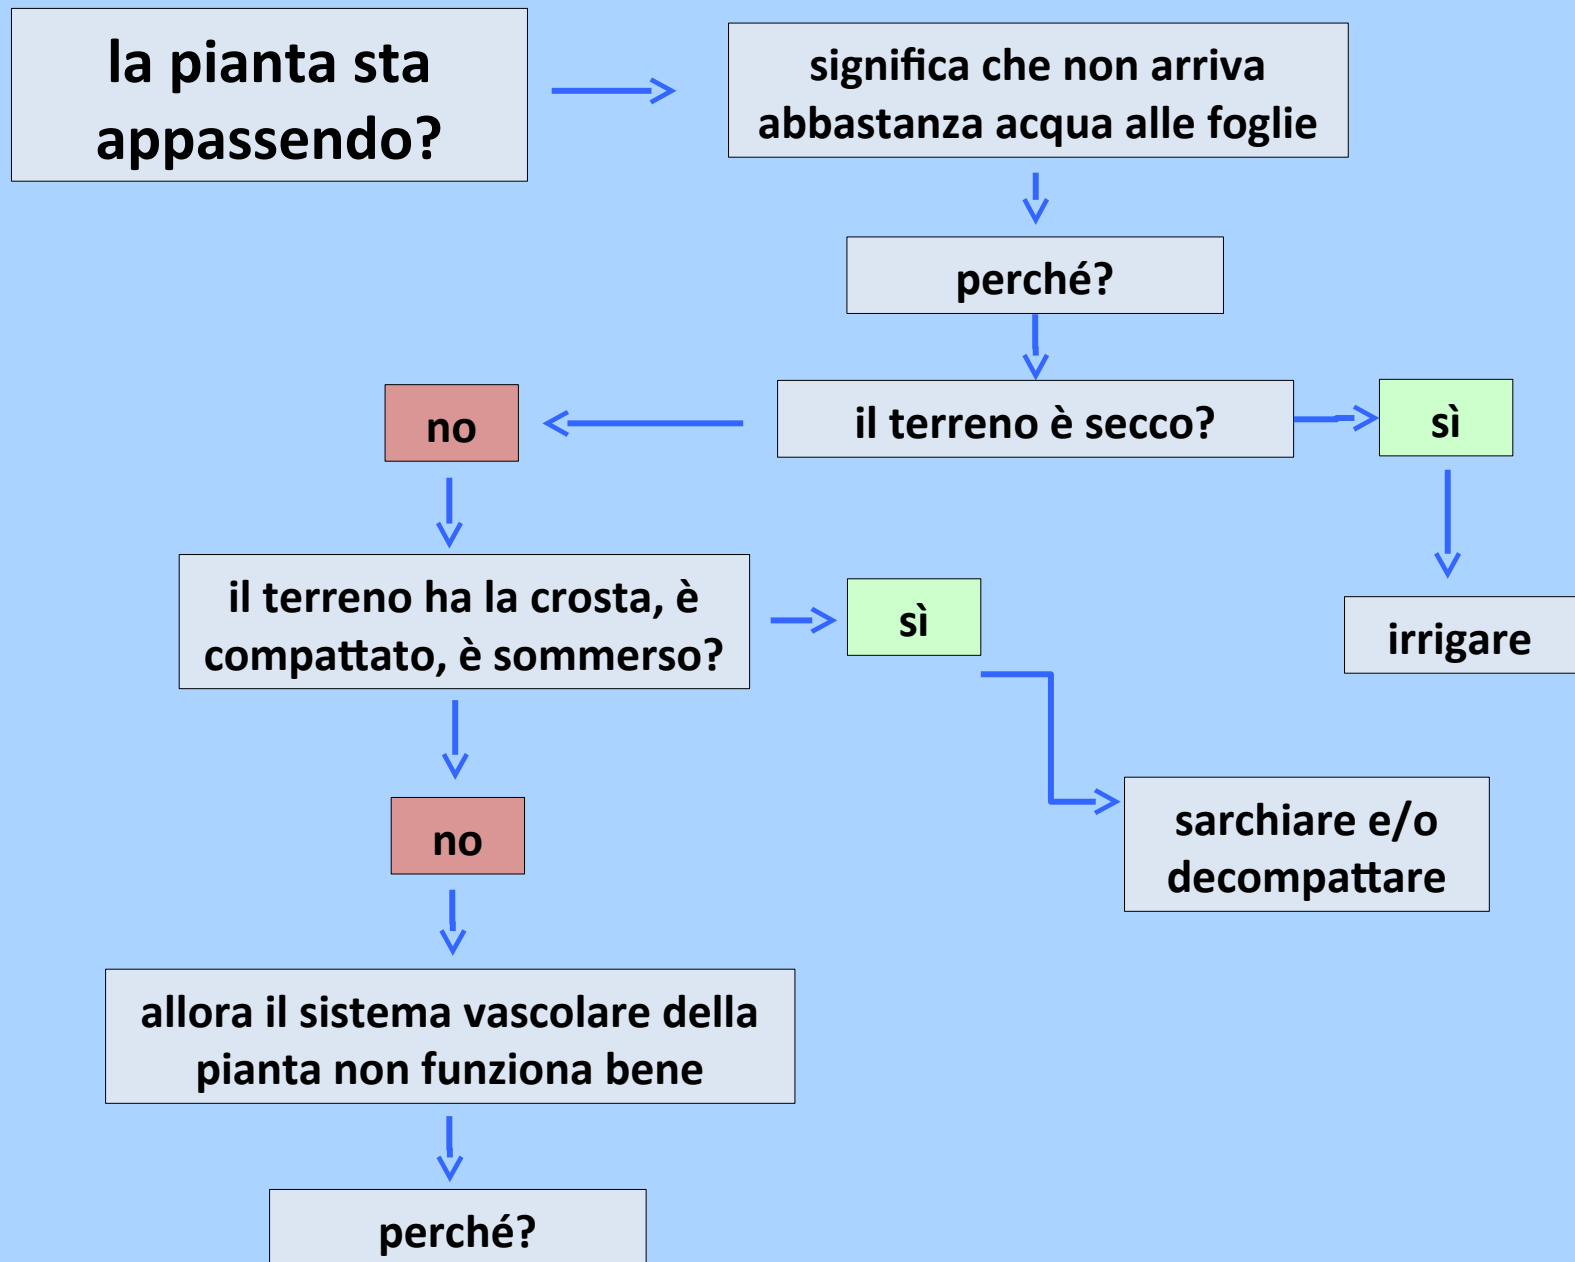 la pianta sta
appassendo?
significa che non arriva
abbastanza acqua alle foglie
perché?
il terreno è secco?
no
sì
il terreno ha la crosta, è
compattato, è sommerso?
sì
irrigare
no
sarchiare e/o
decompattare
allora il sistema vascolare della
pianta non funziona bene
perché?